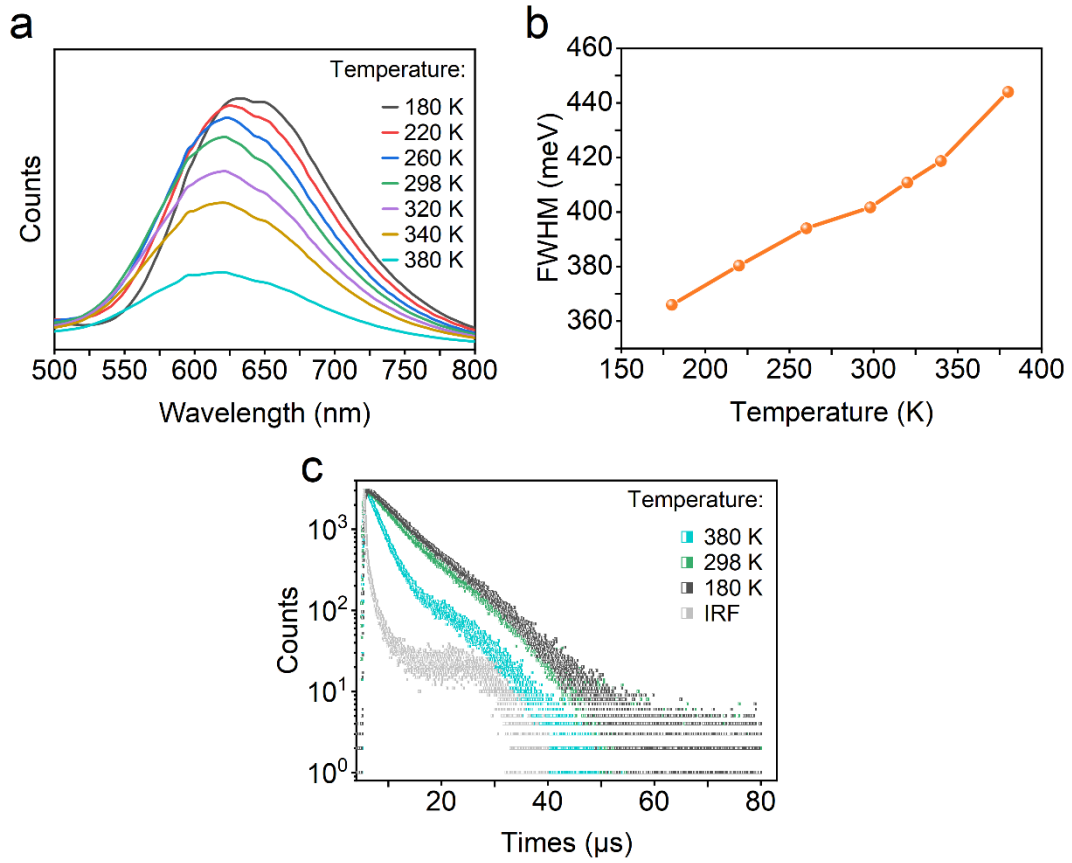 a
Temperature:
180 K
220 K
260 K
298 K
320 K
340 K
380 K
Counts
500 550 600 650 700 750 800
Wavelength (nm)
b
460
440
420
400
380
360
FWHM (meV)
150 200 250 300 350 400
Temperature (K)
c
Temperature:
380 K
298 K
180 K
IRF
10³
10²
10¹
10⁰
Counts
20 40 60 80
Times (µs)